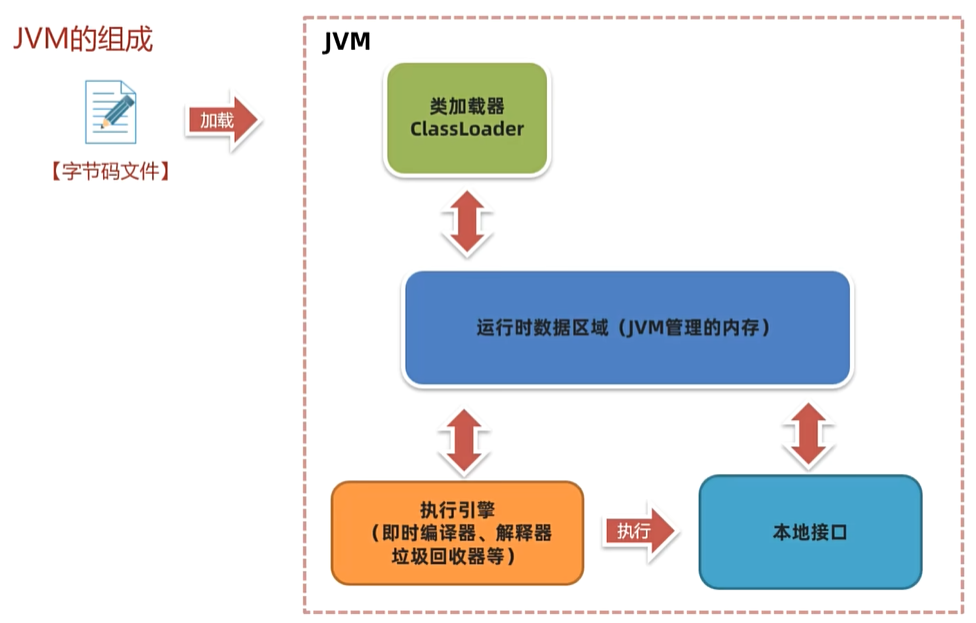 JVM的组成
JVM
类加载器
ClassLoader
加载
【字节码文件】
运行时数据区域（JVM管理的内存）
执行引擎
（即时编译器、解释器
垃圾回收器等）
执行
本地接口